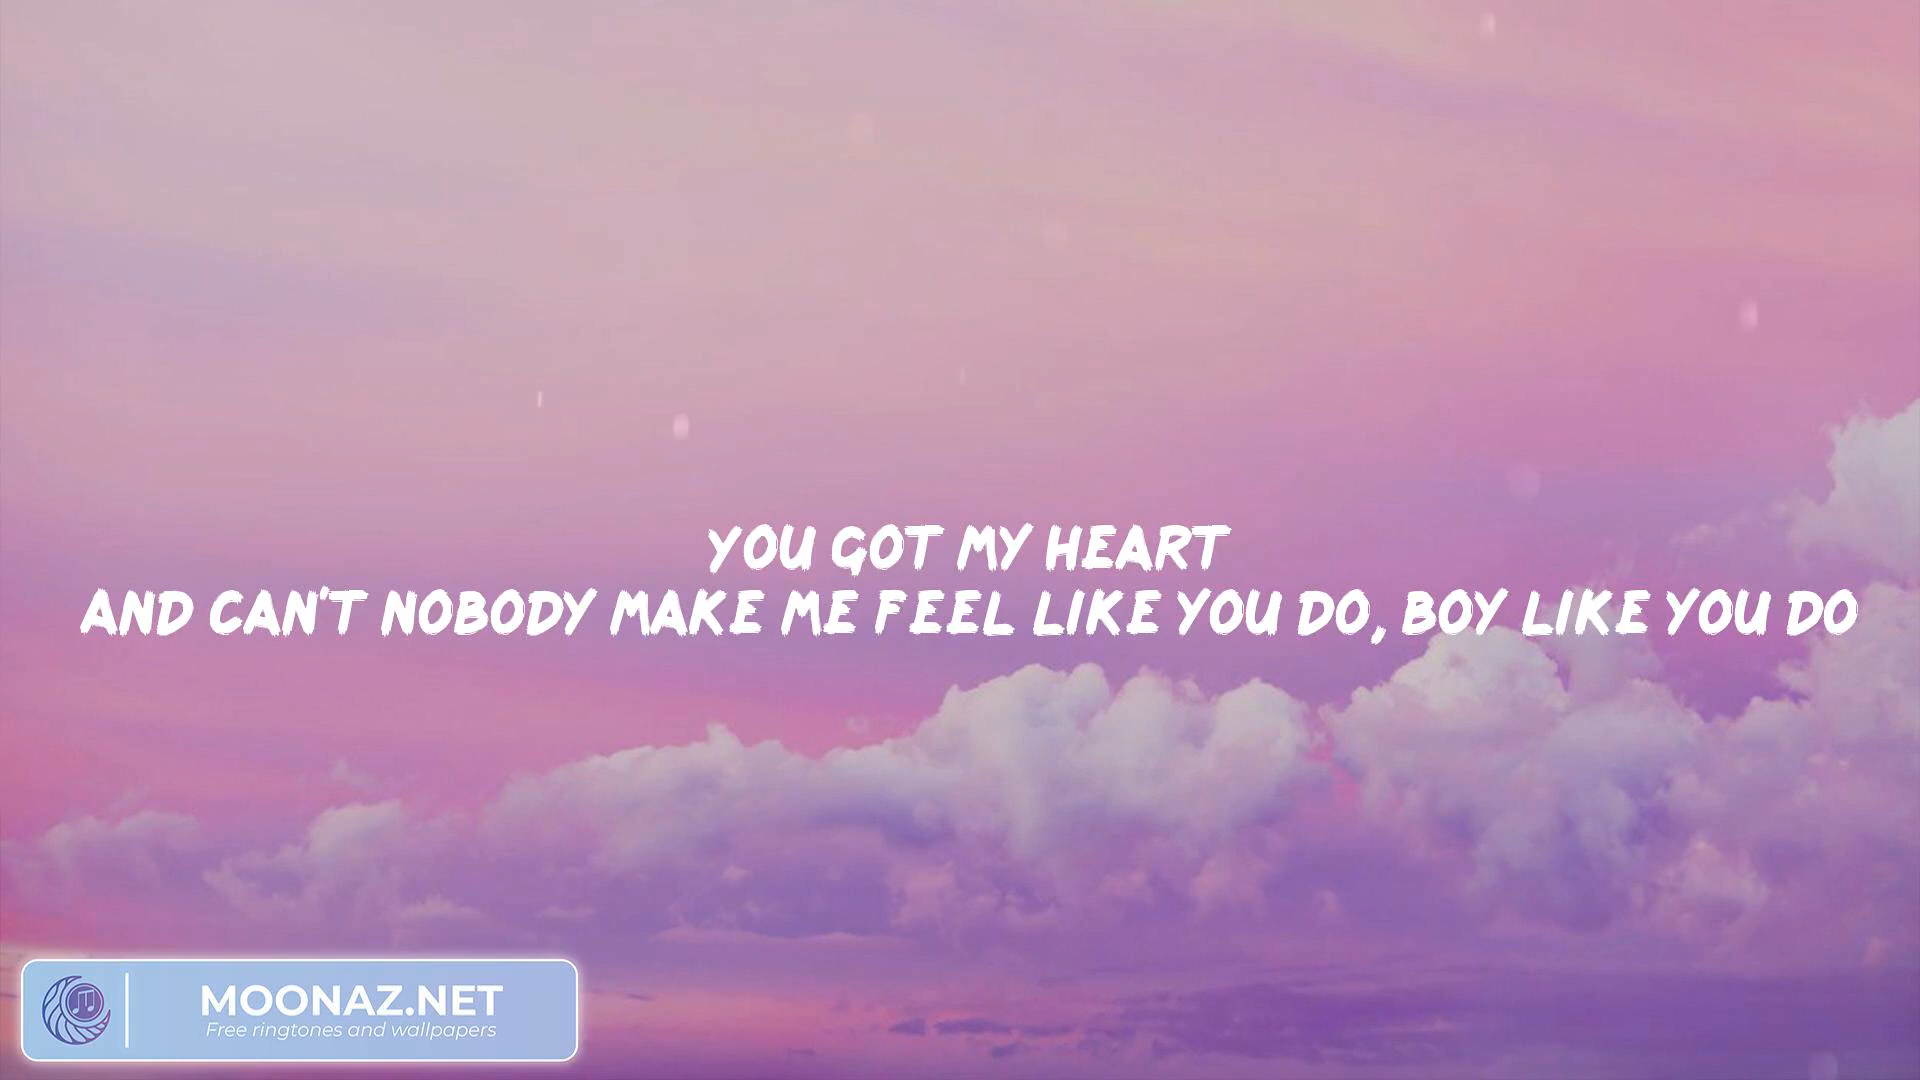 YOU GOT MY HEART
AND CAN'T NOBODY MAKE ME FEEL LIKE YOU DO, BOY LIKE YOU DO
MOONAZ.NET
Free ringtones and wallpapers